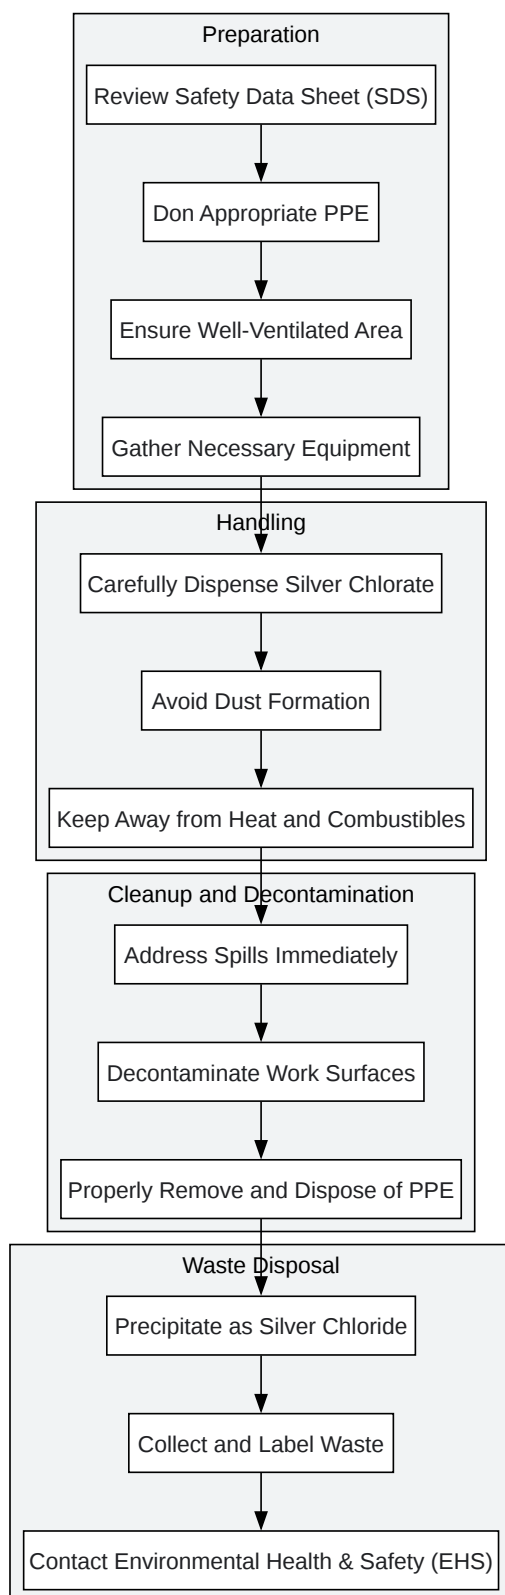 Preparation
Review Safety Data Sheet (SDS)
Don Appropriate PPE
Ensure Well-Ventilated Area
Gather Necessary Equipment
Handling
Carefully Dispense Silver Chlorate
Avoid Dust Formation
Keep Away from Heat and Combustibles
Cleanup and Decontamination
Address Spills Immediately
Decontaminate Work Surfaces
Properly Remove and Dispose of PPE
Waste Disposal
Precipitate as Silver Chloride
Collect and Label Waste
Contact Environmental Health & Safety (EHS)